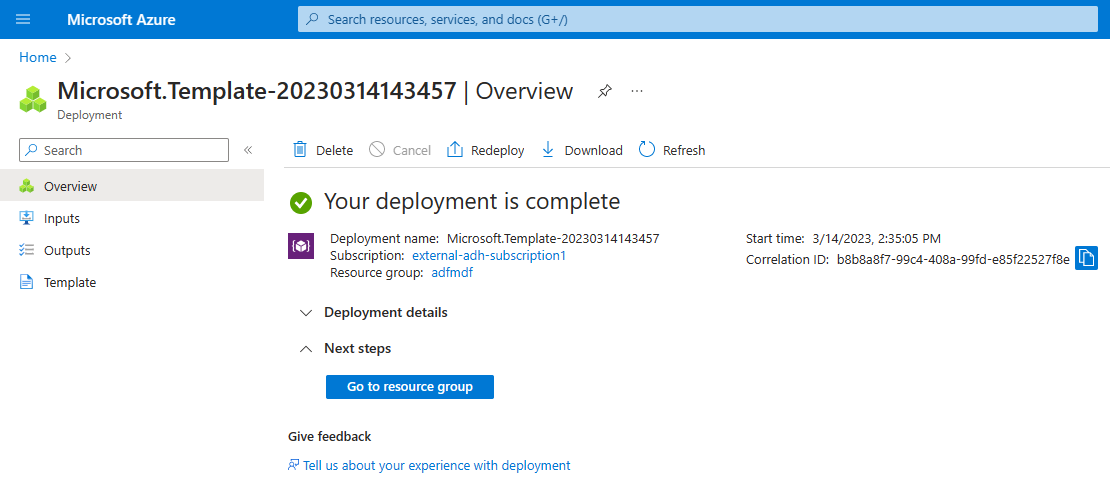 Microsoft Azure
Search resources, services, and docs (G+/)
Home
Microsoft.Template-20230314143457 | Overview
Deployment
Search
Delete
Cancel
Redeploy
Download
Refresh
Overview
Inputs
Outputs
Template
Your deployment is complete
Deployment name: Microsoft.Template-20230314143457
Subscription: external-adh-subscription1
Resource group: adfmdf
Start time: 3/14/2023, 2:35:05 PM
Correlation ID: b8b8a8f7-99c4-408a-99fd-e85f22527f8e
Deployment details
Next steps
Go to resource group
Give feedback
Tell us about your experience with deployment